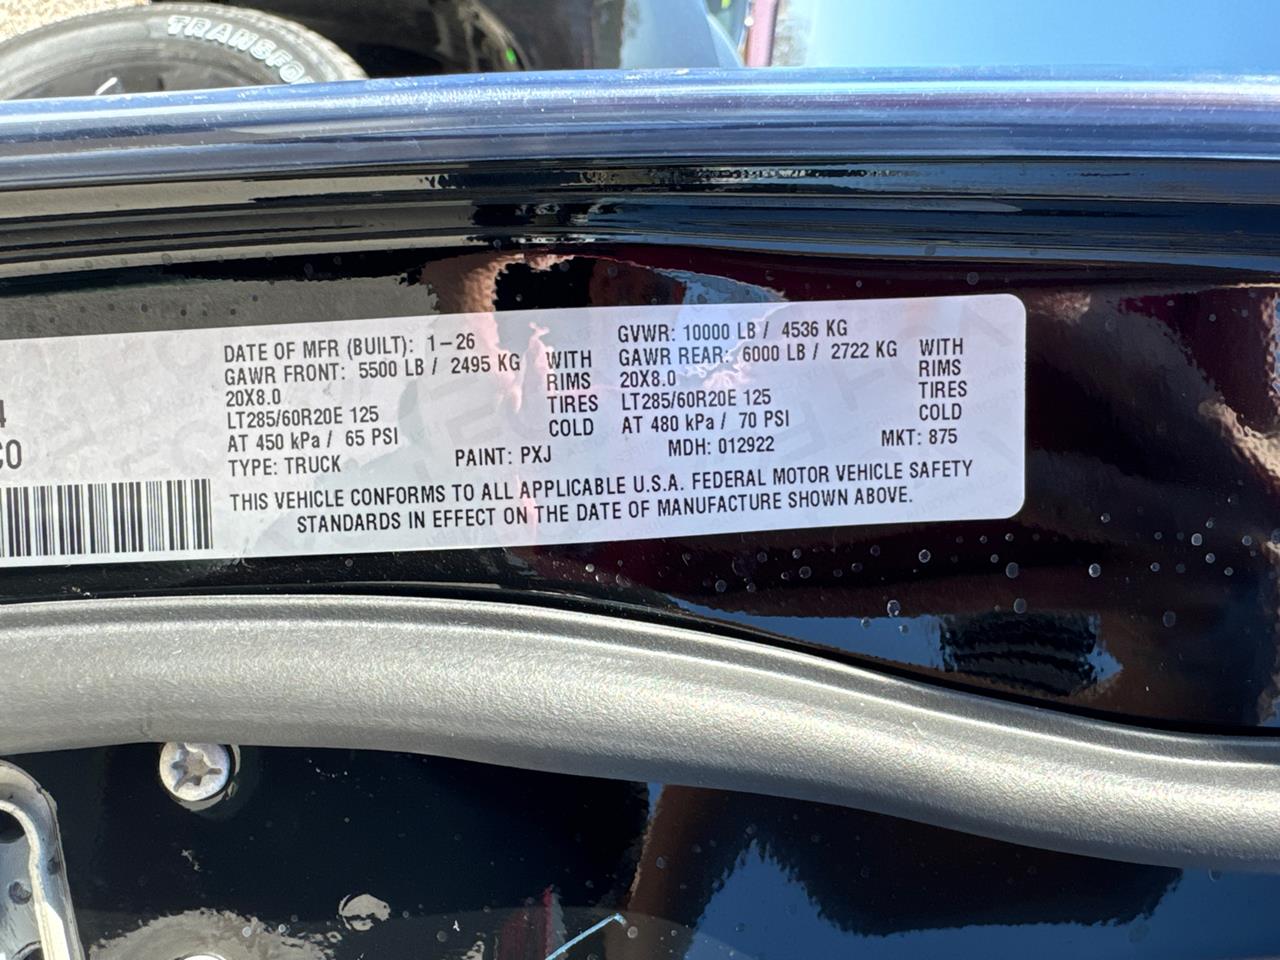 TRANSFO
DATE OF MFR (BUILT): 1-26
GAWR FRONT: 5500 LB / 2495 KG WITH
20X8.0 RIMS
LT285/60R20E 125 TIRES
AT 450 kPa / 65 PSI COLD
TYPE: TRUCK PAINT: PXJ
GVWR: 10000 LB / 4536 KG
GAWR REAR: 6000 LB / 2722 KG WITH
20X8.0 RIMS
LT285/60R20E 125 TIRES
AT 480 kPa / 70 PSI COLD
MDH: 012922 MKT: 875
THIS VEHICLE CONFORMS TO ALL APPLICABLE U.S.A. FEDERAL MOTOR VEHICLE SAFETY
STANDARDS IN EFFECT ON THE DATE OF MANUFACTURE SHOWN ABOVE.